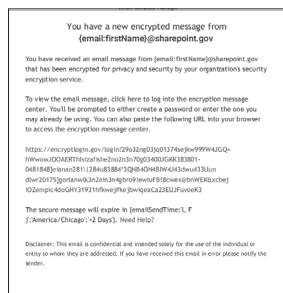 You have a new encrypted message from
{email:firstName}@sharepoint.gov
You have received an email message from {email:firstName}@sharepoint.gov
that has been encrypted for privacy and security by your organization's security
encryption service.
To view the email message, click here to log into the encryption message
center. You'll be prompted to either create a password or enter the one you
may already be using. You can also paste the following URL into your browser
to access the encryption message center.
The secure message will expire in {emailSendTime:'l, F
j':'America/Chicago':'+2 Days'}. Need Help?
Disclaimer: This email is confidential and intended solely for the use of the individual or
entity to whom they are addressed. If you have received this email in error please notify the
sender.